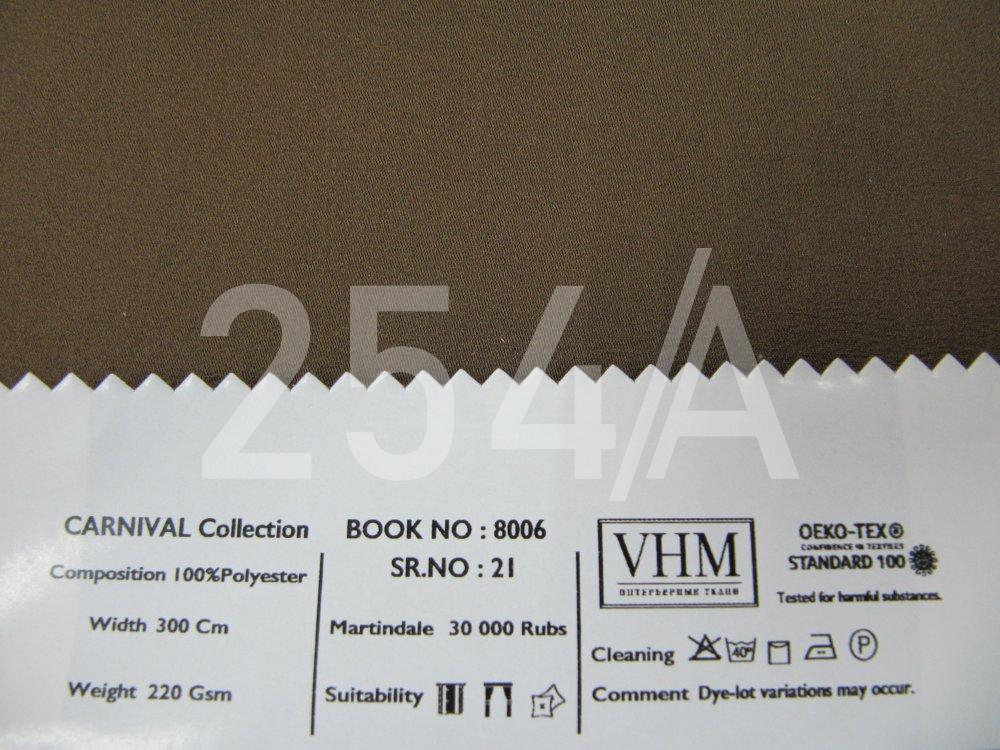 254/A
CARNIVAL Collection
Composition 100%Polyester
Width 300 Cm
Weight 220 Gsm
BOOK NO : 8006
SR.NO : 21
Martindale 30 000 Rubs
Suitability
VHM
ИНТЕРЬЕРНЫЕ ТКАНИ
OEKO-TEX®
CONFIDENCE IN TEXTILES
STANDARD 100
Tested for harmful substances.
Cleaning 40° P
Comment Dye-lot variations may occur.